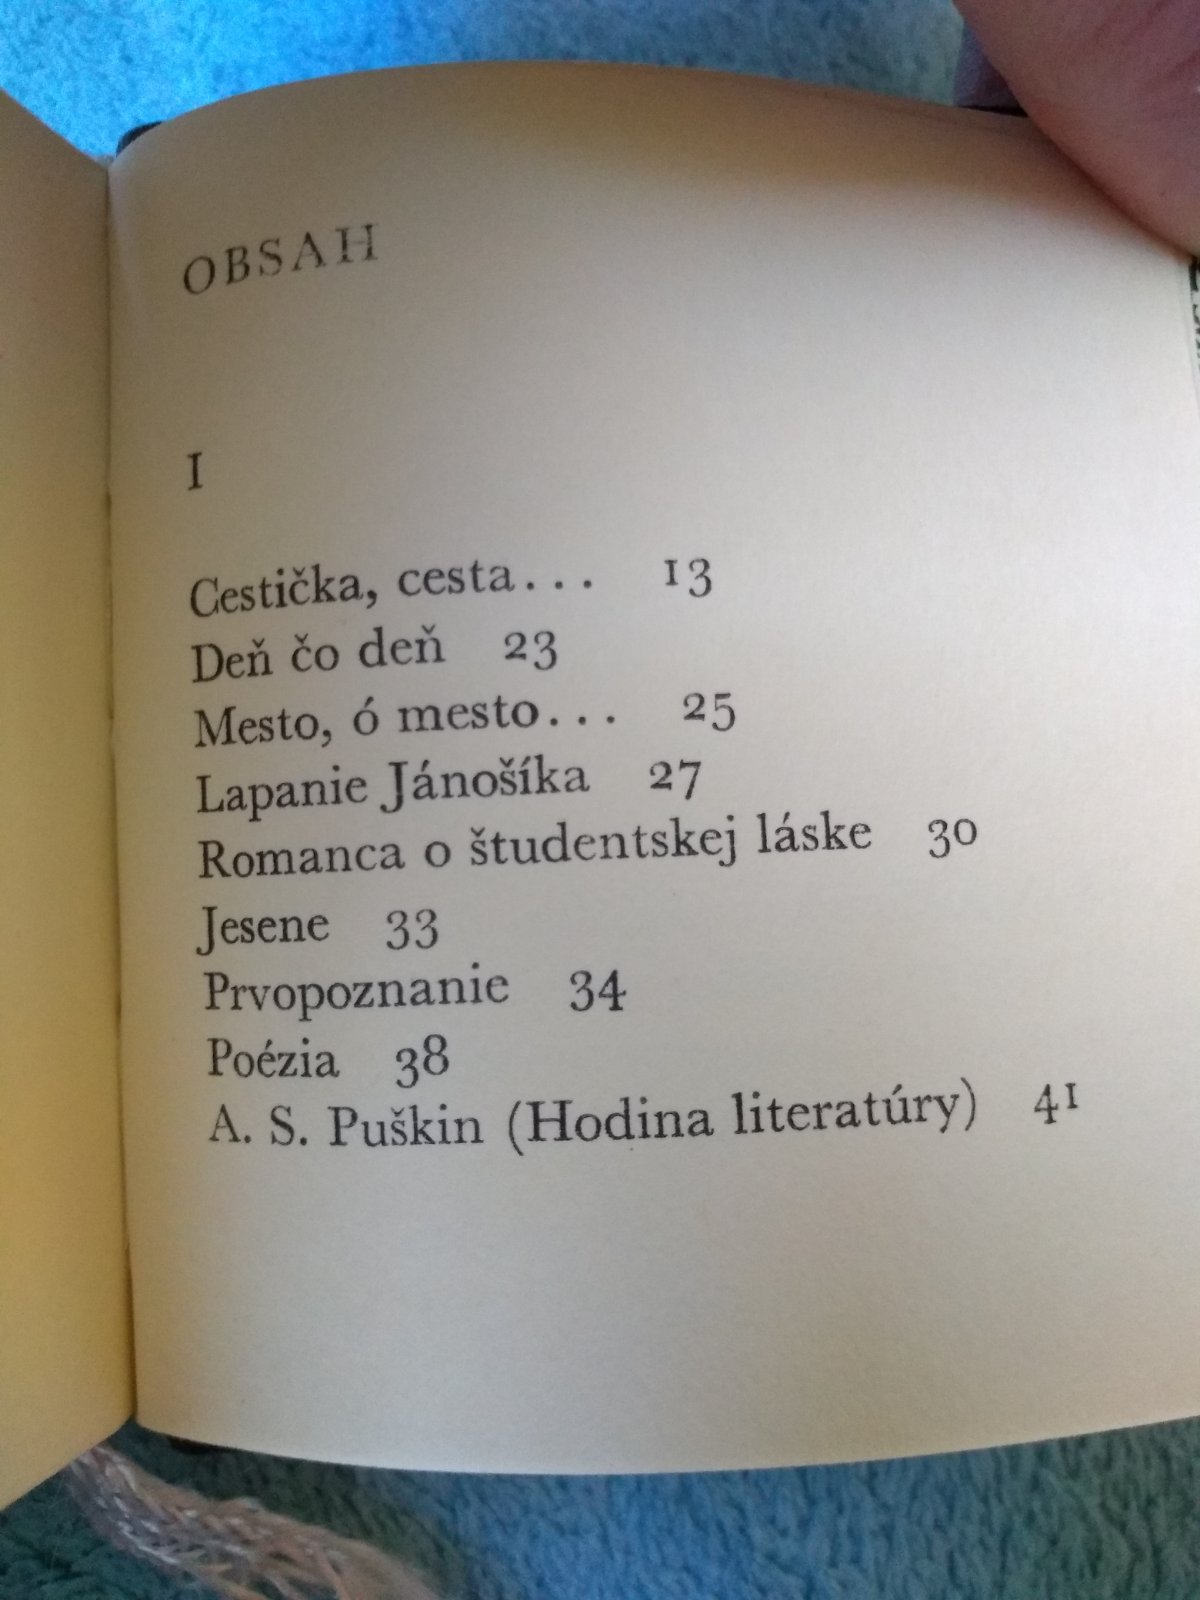 OBSAH
I
Cestička, cesta... 13
Deň čo deň 23
Mesto, ó mesto... 25
Lapanie Jánošíka 27
Romanca o študentskej láske 30
Jesene 33
Prvopoznanie 34
Poézia 38
A. S. Puškin (Hodina literatúry) 41